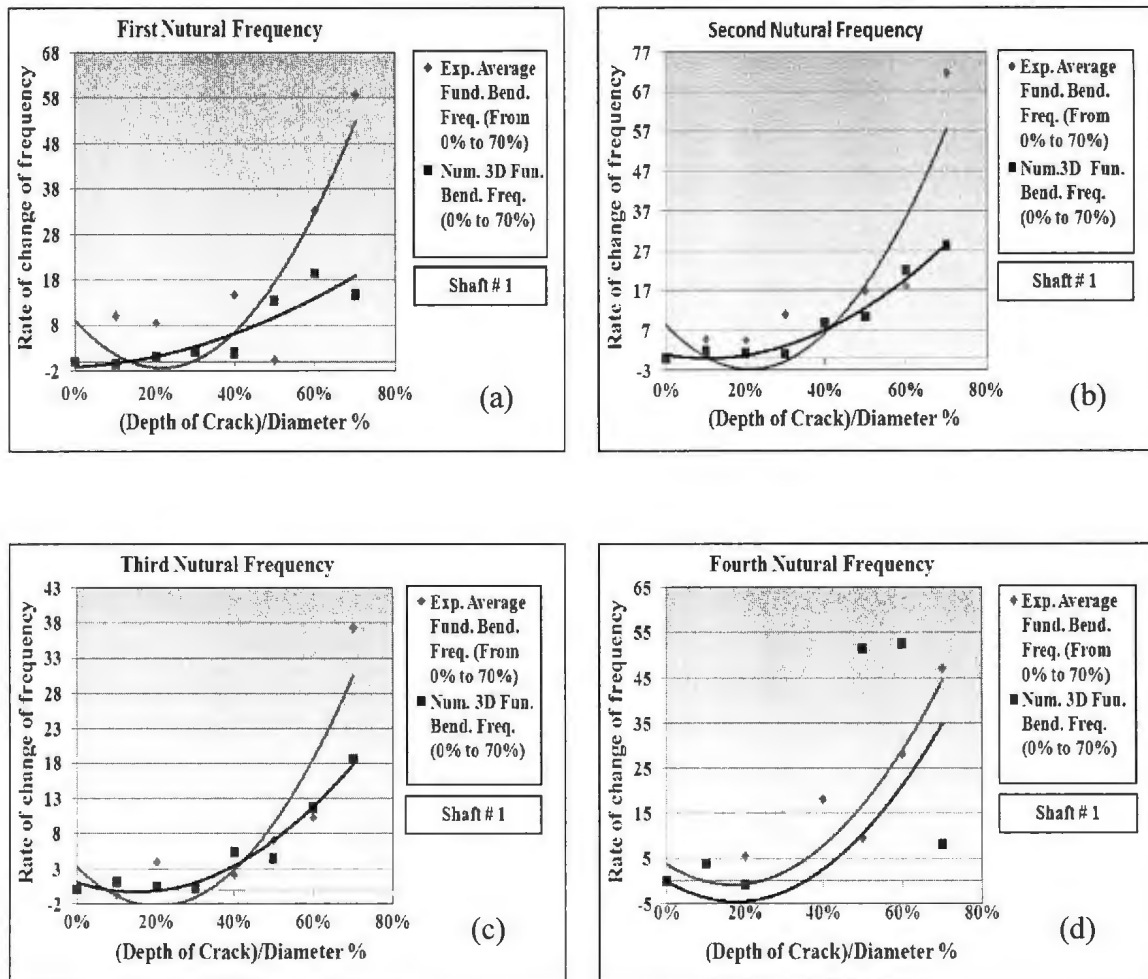 First Nutural Frequency
Rate of change of frequency
68
58
48
38
28
18
8
-2
0% 20% 40% 60% 80%
(Depth of Crack)/Diameter %
(a)
Exp. Average
Fund. Bend.
Freq. (From
0% to 70%)
Num. 3D Fun.
Bend. Freq.
(0% to 70%)
Shaft # 1
Second Nutural Frequency
Rate of change of frequency
77
67
57
47
37
27
17
7
-3
0% 20% 40% 60% 80%
(Depth of Crack)/Diameter %
(b)
Exp. Average
Fund. Bend.
Freq. (From
0% to 70%)
Num.3D Fun.
Bend. Freq.
(0% to 70%)
Shaft # 1
Third Nutural Frequency
Rate of change of frequency
43
38
33
28
23
18
13
8
3
-2
0% 20% 40% 60% 80%
(Depth of Crack)/Diameter %
(c)
Exp. Average
Fund. Bend.
Freq. (From
0% to 70%)
Num. 3D Fun.
Bend. Freq.
(0% to 70%)
Shaft # 1
Fourth Nutural Frequency
Rate of change of frequency
65
55
45
35
25
15
5
-5
0% 20% 40% 60% 80%
(Depth of Crack)/Diameter %
(d)
Exp. Average
Fund. Bend.
Freq. (From
0% to 70%)
Num. 3D Fun.
Bend. Freq.
(0% to 70%)
Shaft # 1